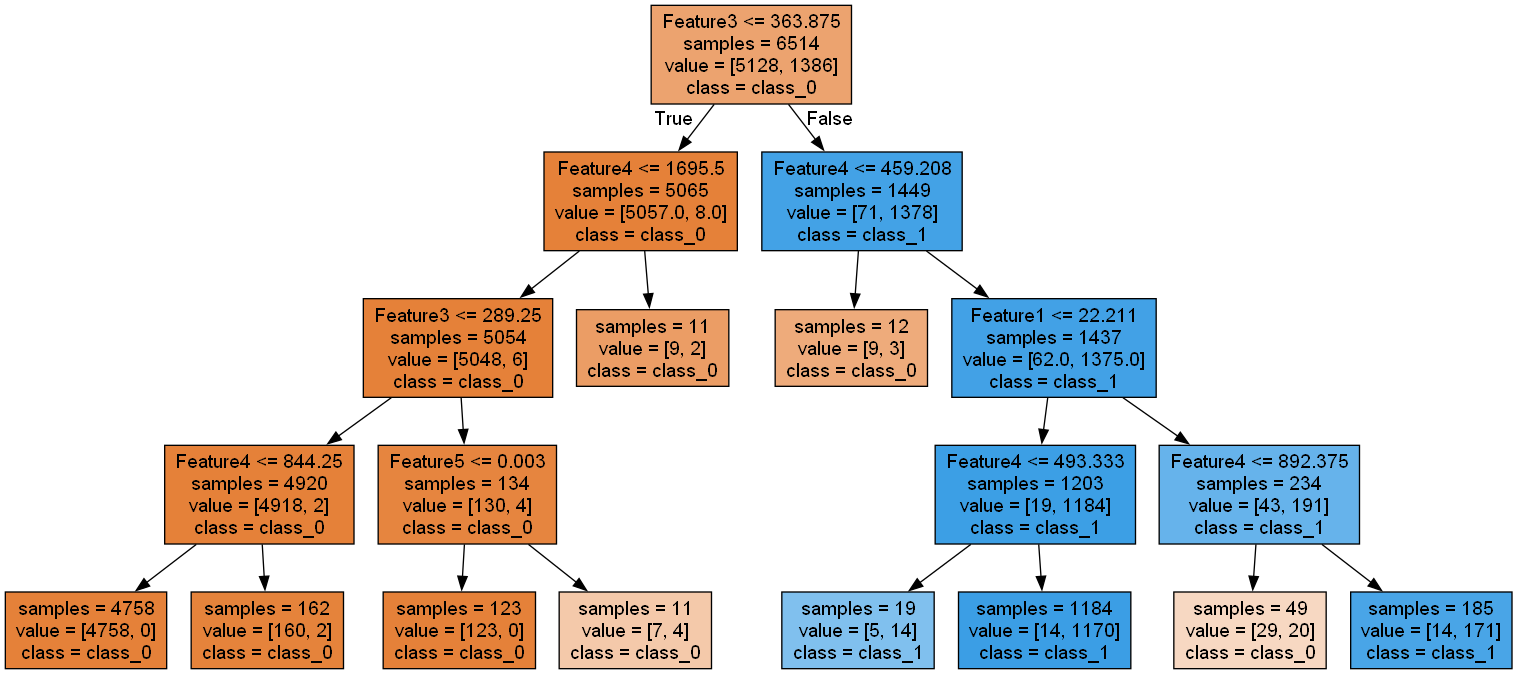 Feature3 <= 363.875
samples = 6514
value = [5128, 1386]
class = class_0
True
False
Feature4 <= 1695.5
samples = 5065
value = [5057.0, 8.0]
class = class_0
Feature4 <= 459.208
samples = 1449
value = [71, 1378]
class = class_1
Feature3 <= 289.25
samples = 5054
value = [5048, 6]
class = class_0
samples = 11
value = [9, 2]
class = class_0
samples = 12
value = [9, 3]
class = class_0
Feature1 <= 22.211
samples = 1437
value = [62.0, 1375.0]
class = class_1
Feature4 <= 844.25
samples = 4920
value = [4918, 2]
class = class_0
Feature5 <= 0.003
samples = 134
value = [130, 4]
class = class_0
Feature4 <= 493.333
samples = 1203
value = [19, 1184]
class = class_1
Feature4 <= 892.375
samples = 234
value = [43, 191]
class = class_1
samples = 4758
value = [4758, 0]
class = class_0
samples = 162
value = [160, 2]
class = class_0
samples = 123
value = [123, 0]
class = class_0
samples = 11
value = [7, 4]
class = class_0
samples = 19
value = [5, 14]
class = class_1
samples = 1184
value = [14, 1170]
class = class_1
samples = 49
value = [29, 20]
class = class_0
samples = 185
value = [14, 171]
class = class_1